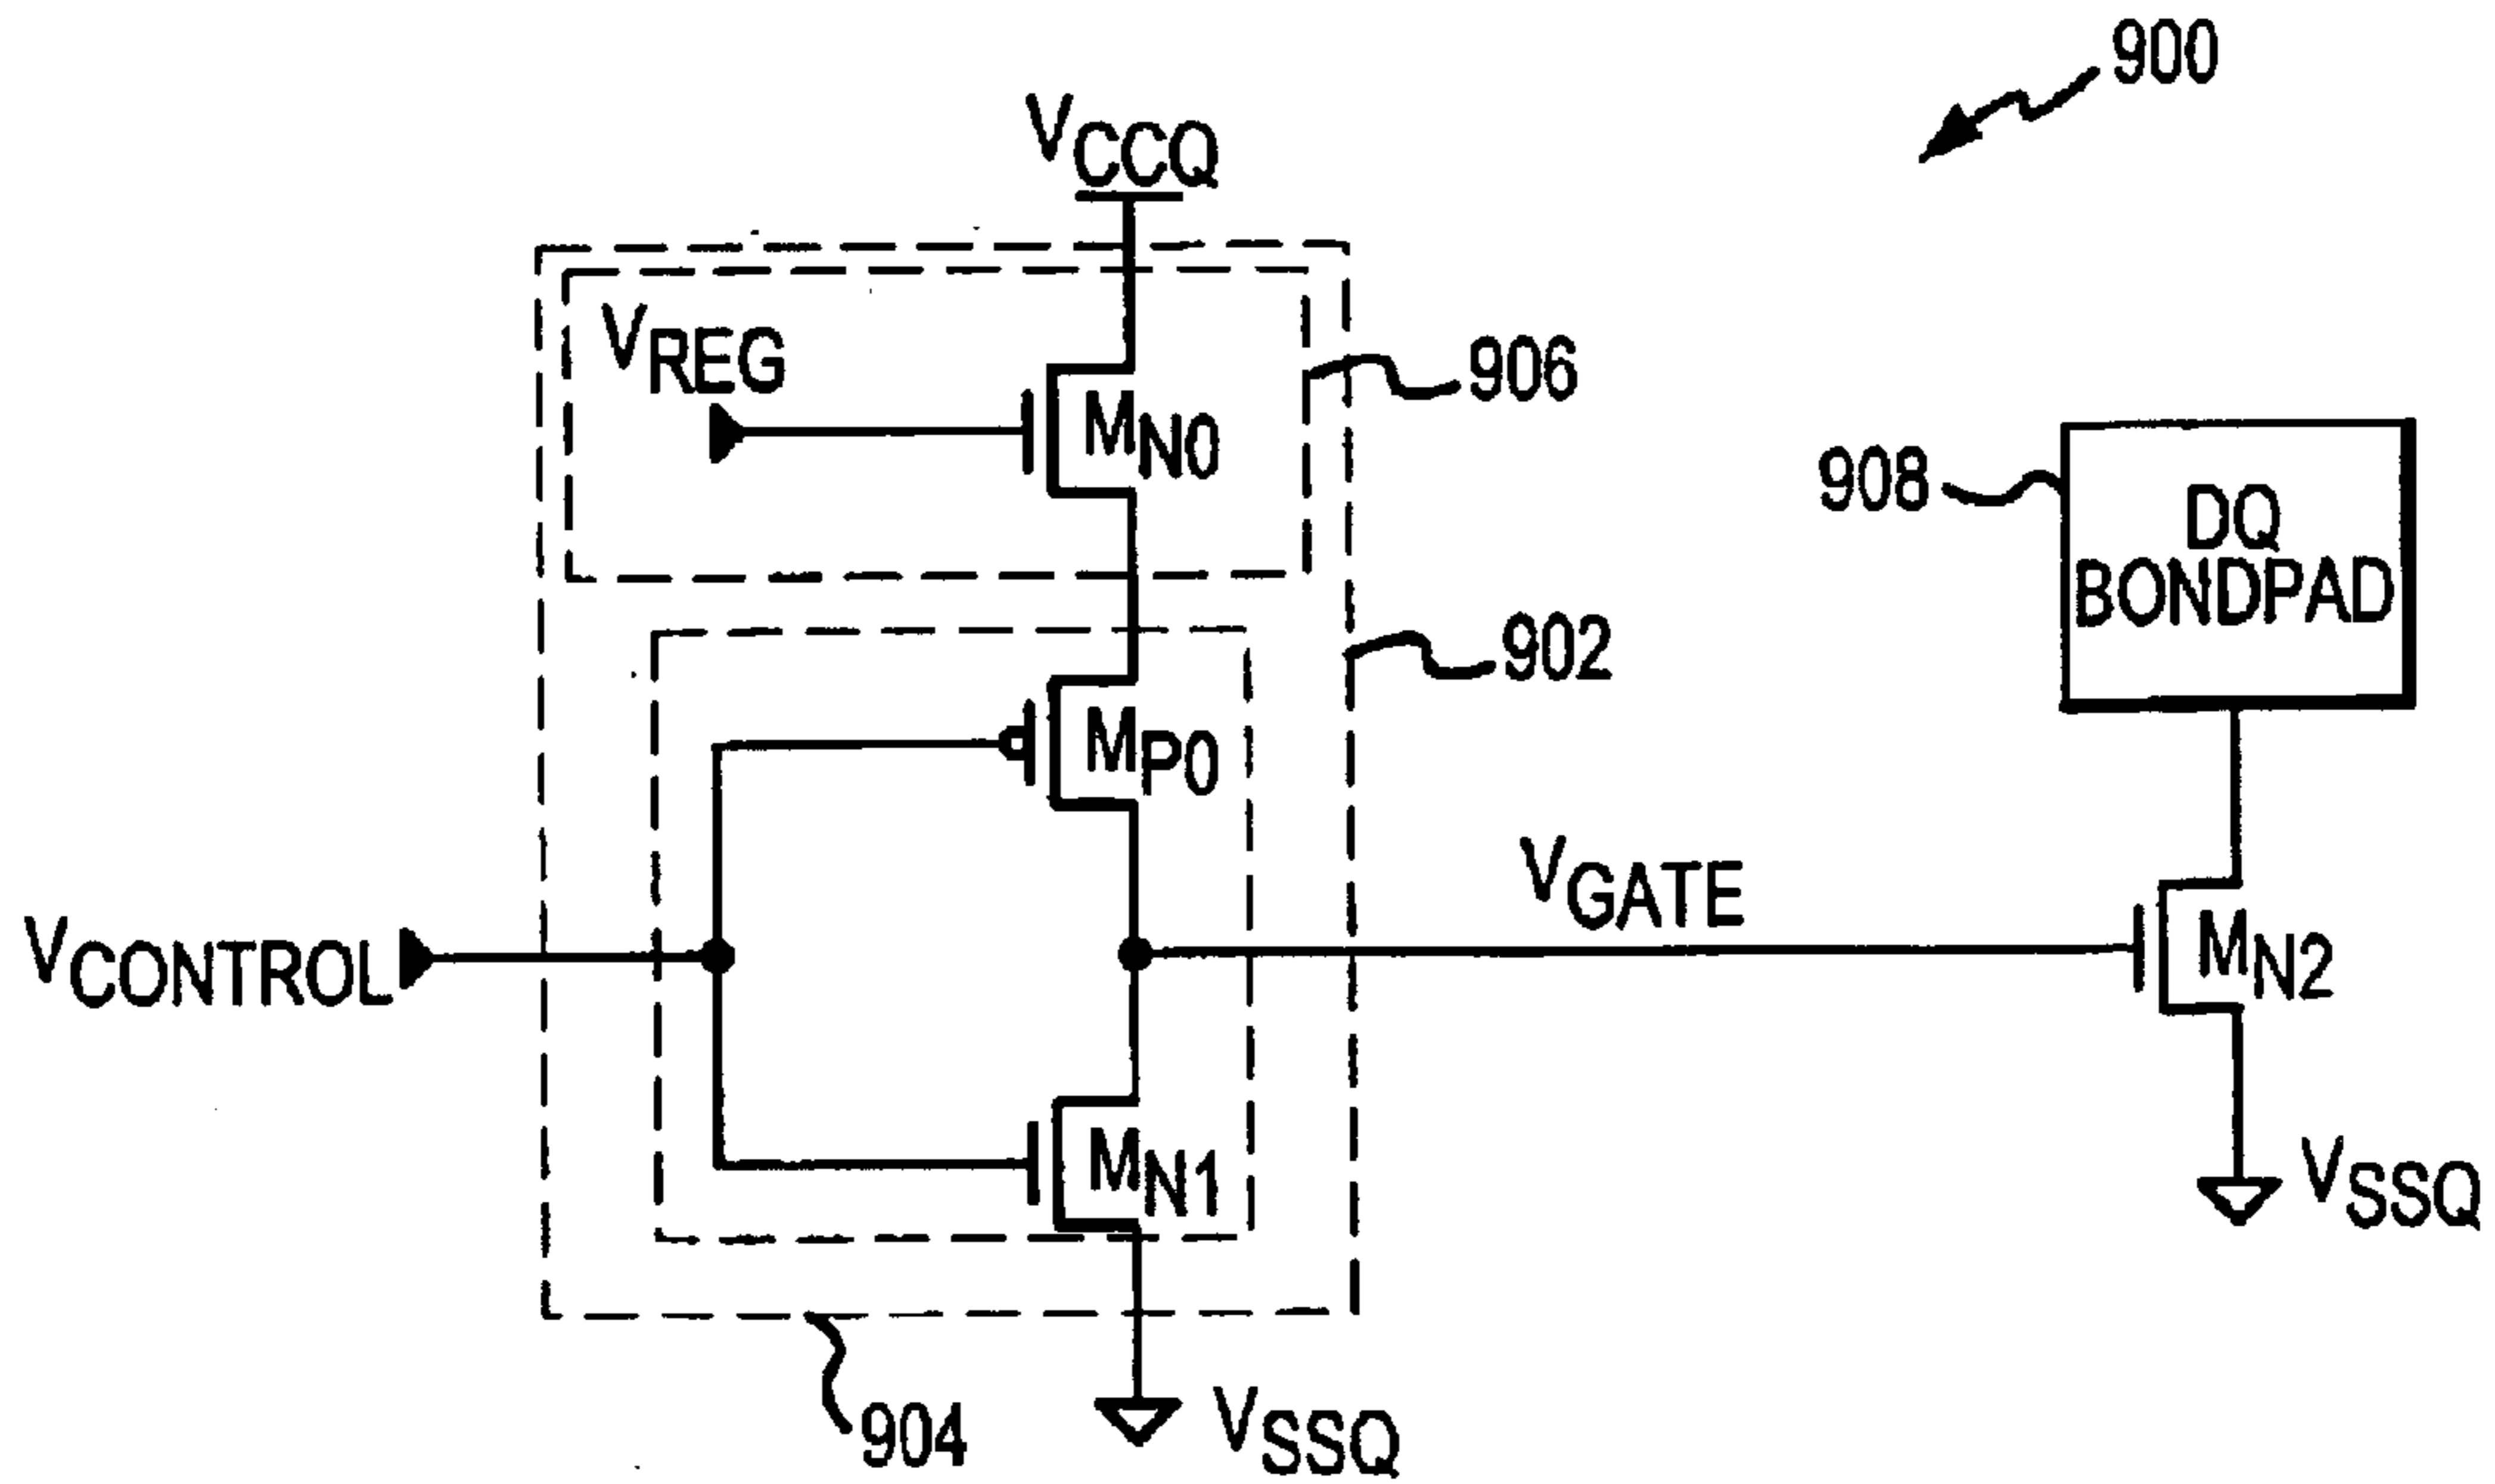 900
VCCQ
VREG
906
MN0
908
DQ
BONDPAD
902
MP0
VGATE
VCONTROL
MN2
MN1
VSSQ
904
VSSQ